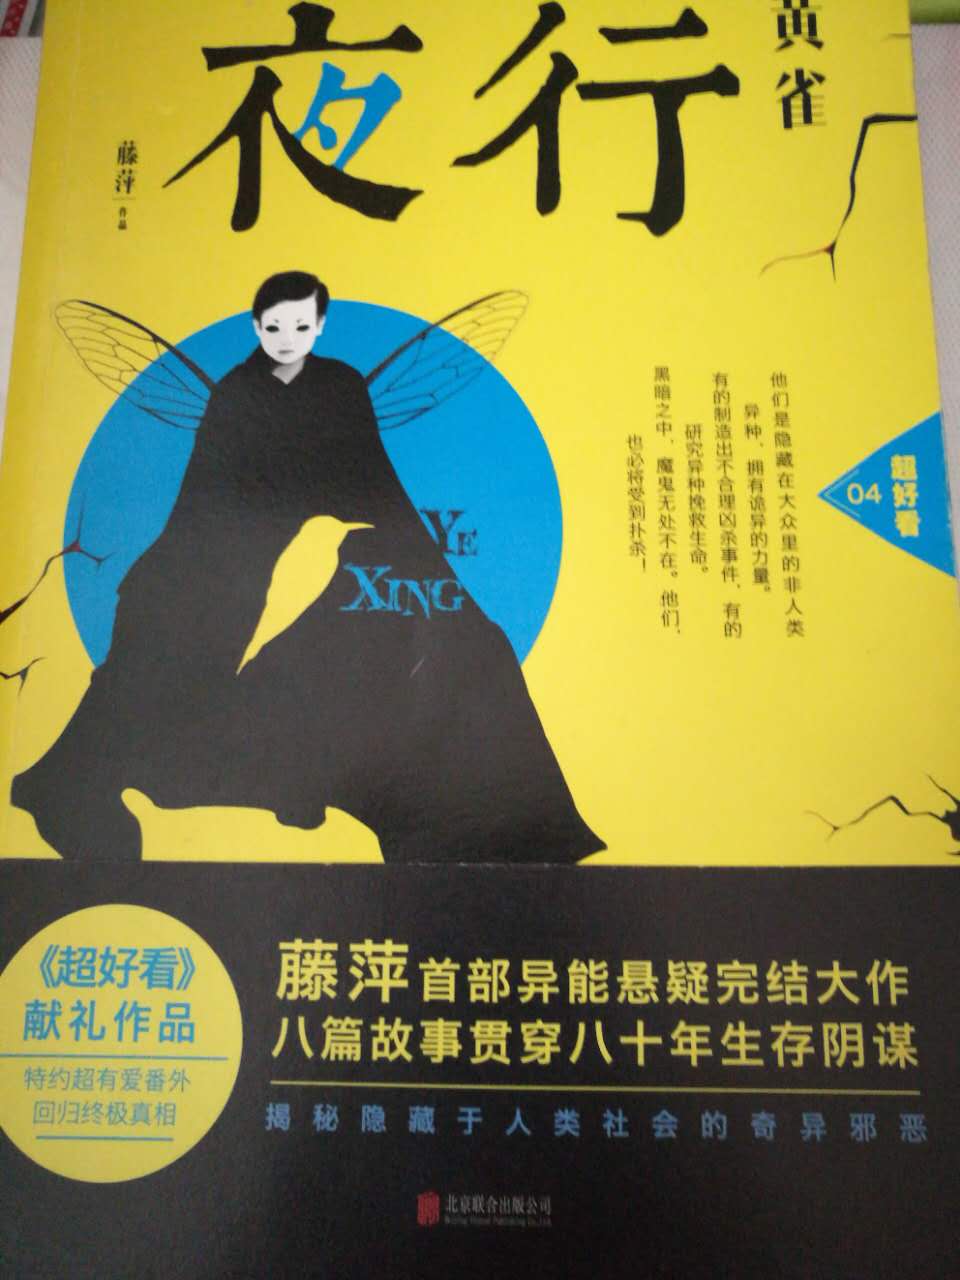 夜行
黄雀
藤萍
作品
他们是隐藏在大众里的非人类
异种，拥有诡异的力量。
有的制造出不合理凶杀事件，有的
研究异种挽救生命。
黑暗之中，魔鬼无处不在。他们，
也必将受到扑杀！
超好看
04
YE
XING
《超好看》
献礼作品
特约超有爱番外
回归终极真相
藤萍首部异能悬疑完结大作
八篇故事贯穿八十年生存阴谋
揭秘隐藏于人类社会的奇异邪恶
北京联合出版公司
Beijing United Publishing Co.,Ltd.